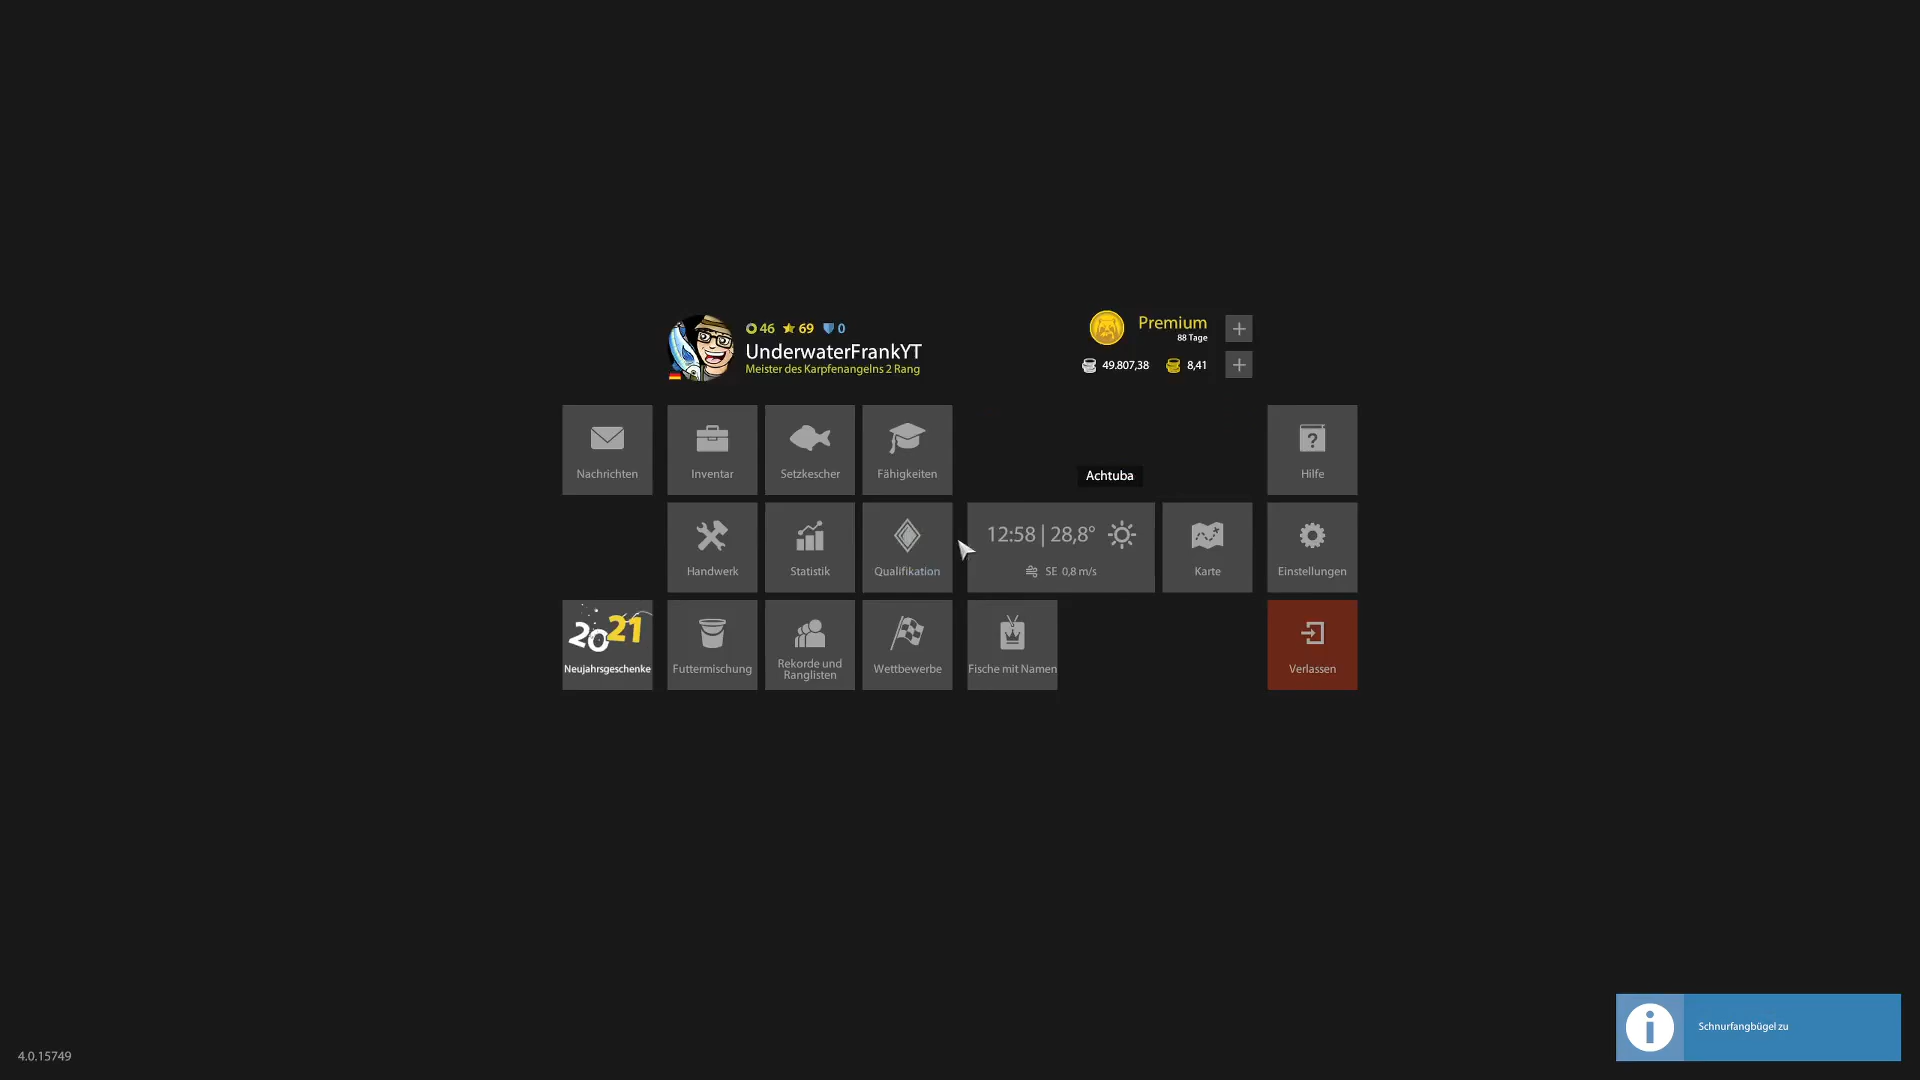 46 69 0
UnderwaterFrankYT
Meister des Karpfenangelns 2 Rang
Premium
88 Tage
49.807,38 8,41
Nachrichten
Inventar
Setzkescher
Fähigkeiten
Achtuba
Hilfe
Handwerk
Statistik
Qualifikation
12:58 | 28,8°
SE 0,8 m/s
Karte
Einstellungen
2021
Neujahrsgeschenke
Futtermischung
Rekorde und
Ranglisten
Wettbewerbe
Fische mit Namen
Verlassen
Schnurfangbügel zu
4.0.15749